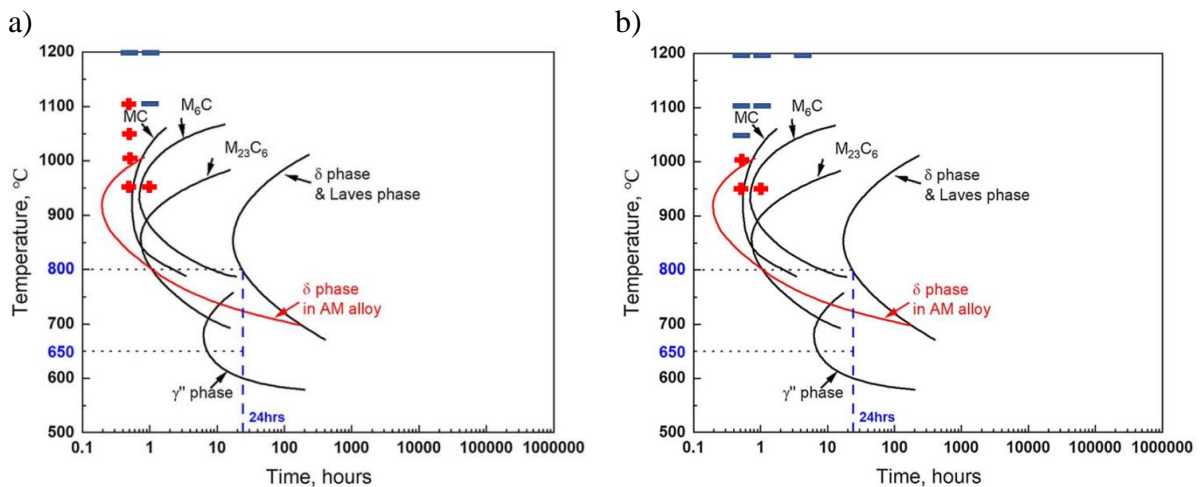 a)
1200
1100
1000
900
800
700
650
600
500
Temperature, °C
MC
M₆C
M₂₃C₆
δ phase
& Laves phase
δ phase
in AM alloy
γ" phase
24hrs
0.1 1 10 100 1000 10000 100000 1000000
Time, hours
b)
1200
1100
1000
900
800
700
650
600
500
Temperature, °C
MC
M₆C
M₂₃C₆
δ phase
& Laves phase
δ phase
in AM alloy
γ" phase
24hrs
0.1 1 10 100 1000 10000 100000 1000000
Time, hours